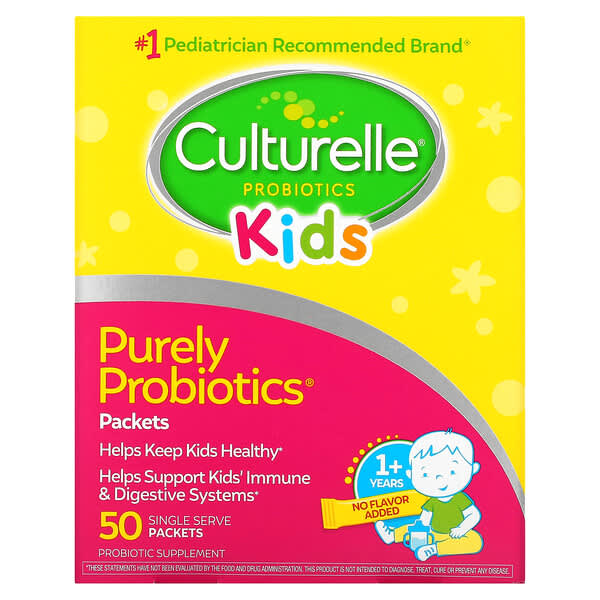 #1 Pediatrician Recommended Brand*
Culturelle®
PROBIOTICS
Kids
Purely
Probiotics®
Packets
Helps Keep Kids Healthy*
Helps Support Kids' Immune
& Digestive Systems*
50 SINGLE SERVE
PACKETS
PROBIOTIC SUPPLEMENT
1+
YEARS
NO FLAVOR
ADDED
*THESE STATEMENTS HAVE NOT BEEN EVALUATED BY THE FOOD AND DRUG ADMINISTRATION. THIS PRODUCT IS NOT INTENDED TO DIAGNOSE, TREAT, CURE OR PREVENT ANY DISEASE.